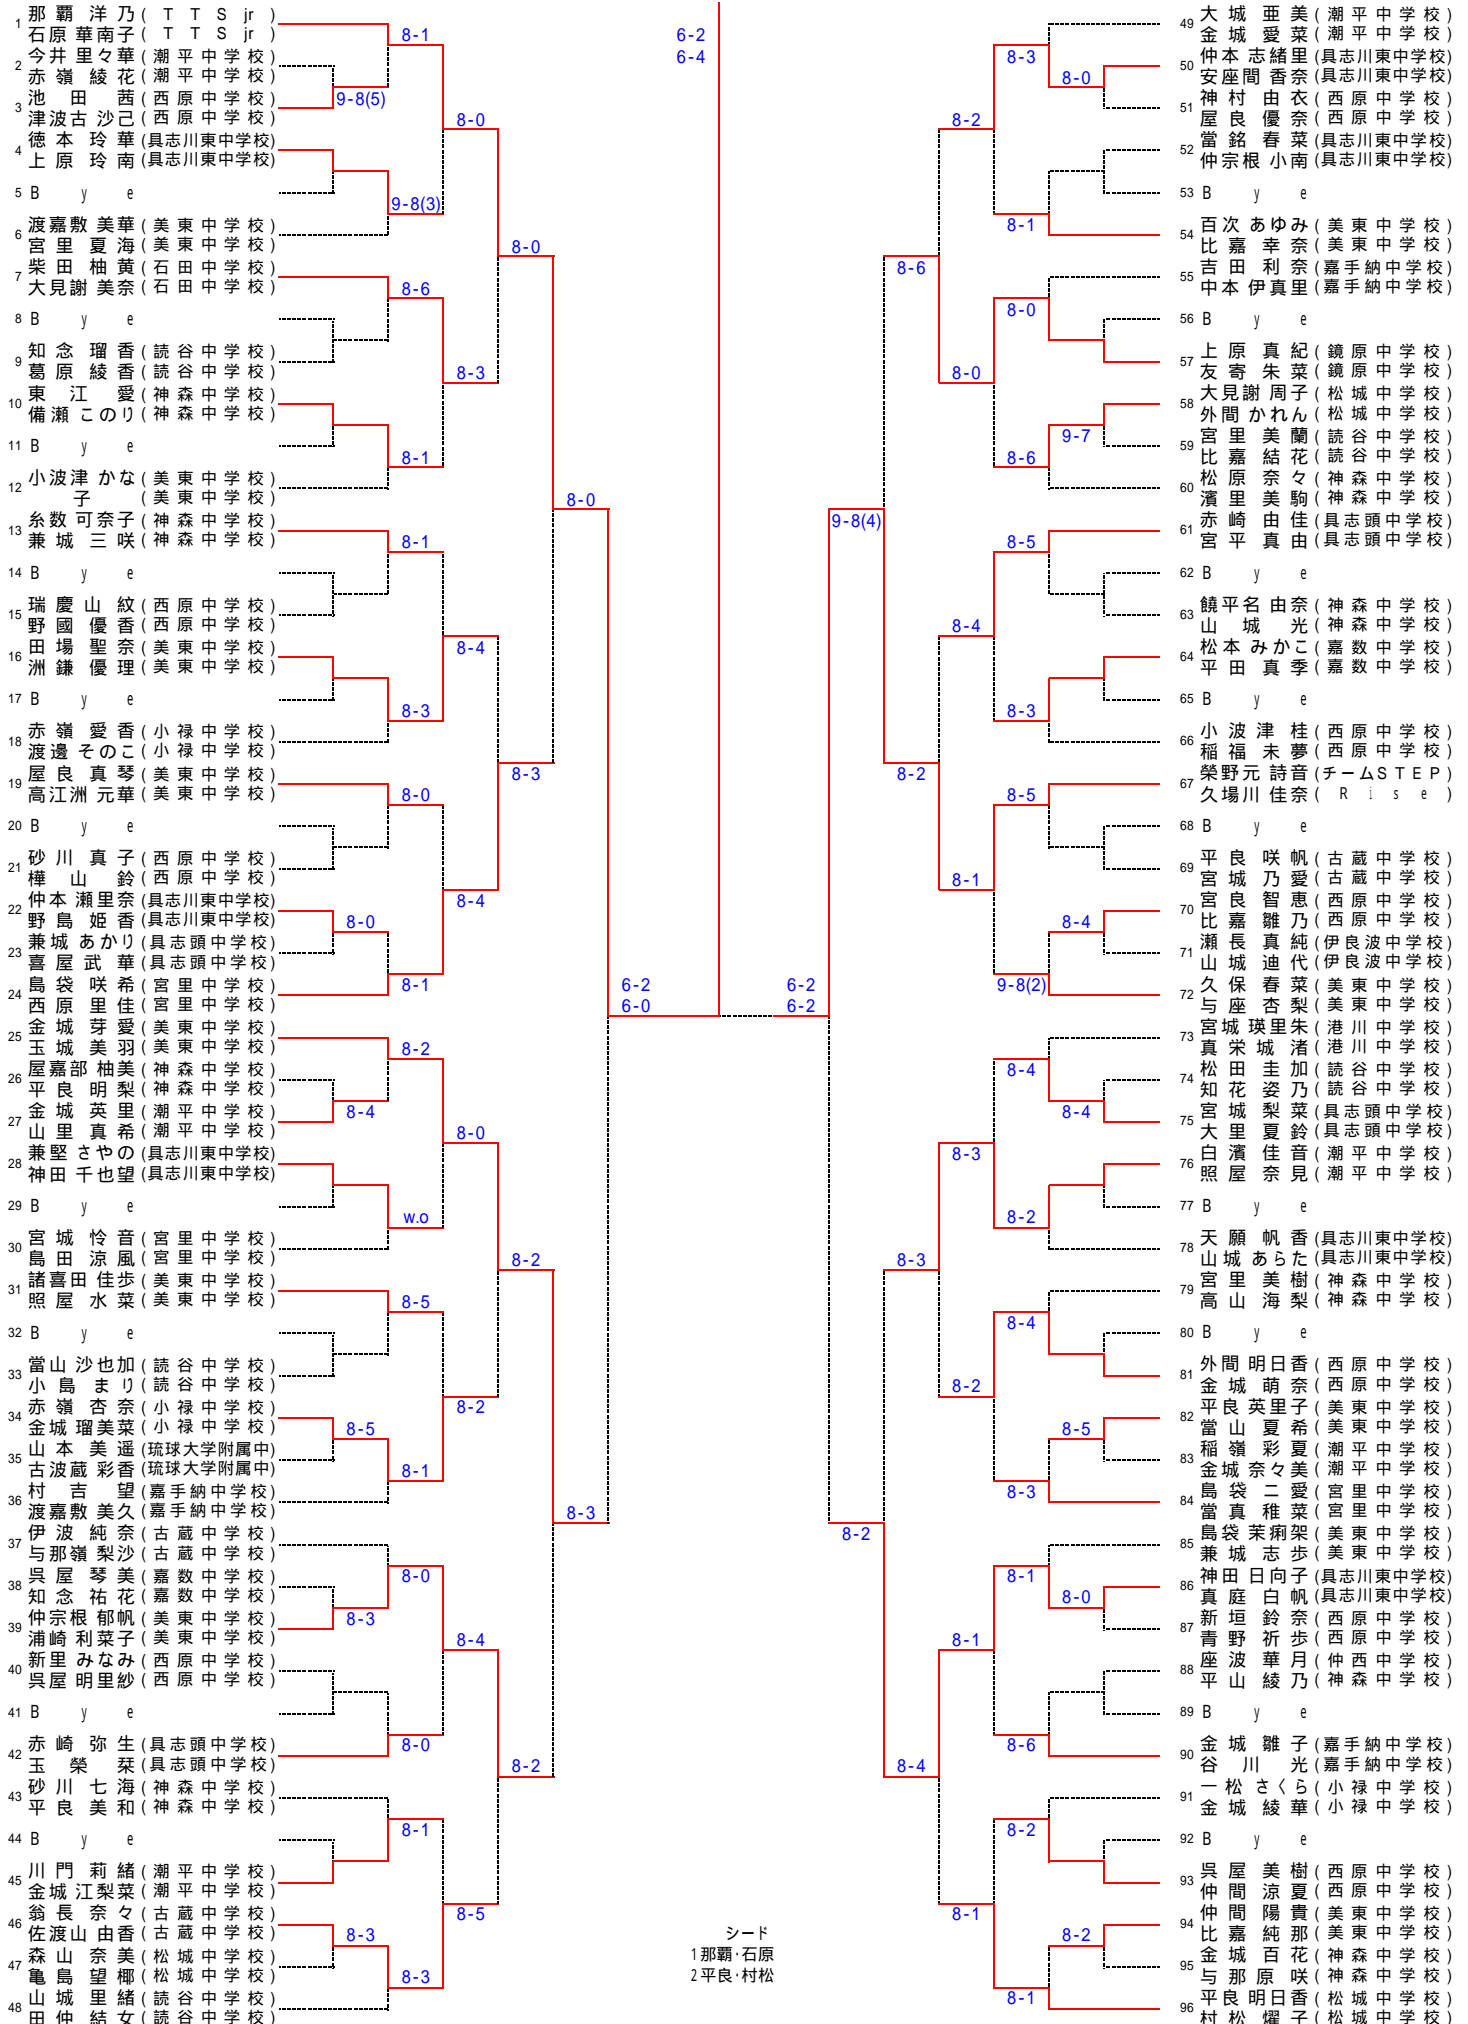 1 那覇 洋乃 ( T T S jr )
石原 華南子 ( T T S jr )
2 今井 里々華 ( 潮平中学校 )
赤嶺 綾花 ( 潮平中学校 )
3 池田 茜 ( 西原中学校 )
津波古 沙己 ( 西原中学校 )
4 徳本 玲華 (具志川東中学校)
上原 玲南 (具志川東中学校)
5 B y e
6 渡嘉敷 美華 ( 美東中学校 )
宮里 夏海 ( 美東中学校 )
7 柴田 柚黄 ( 石田中学校 )
大見謝 美奈 ( 石田中学校 )
8 B y e
9 知念 瑠香 ( 読谷中学校 )
葛原 綾香 ( 読谷中学校 )
10 東江 愛 ( 神森中学校 )
備瀬 このり ( 神森中学校 )
11 B y e
12 小波津 かな ( 美東中学校 )
子 ( 美東中学校 )
13 糸数 可奈子 ( 神森中学校 )
兼城 三咲 ( 神森中学校 )
14 B y e
15 瑞慶山 紋 ( 西原中学校 )
野國 優香 ( 西原中学校 )
16 田場 聖奈 ( 美東中学校 )
洲鎌 優理 ( 美東中学校 )
17 B y e
18 赤嶺 愛香 ( 小禄中学校 )
渡邊 そのこ ( 小禄中学校 )
19 屋良 真琴 ( 美東中学校 )
高江洲 元華 ( 美東中学校 )
20 B y e
21 砂川 真子 ( 西原中学校 )
樺山 鈴 ( 西原中学校 )
22 仲本 瀬里奈 (具志川東中学校)
野島 姫香 (具志川東中学校)
23 兼城 あかり ( 具志頭中学校 )
喜屋武 華 ( 具志頭中学校 )
24 島袋 咲希 ( 宮里中学校 )
西原 里佳 ( 宮里中学校 )
25 金城 芽愛 ( 美東中学校 )
玉城 美羽 ( 美東中学校 )
26 屋嘉部 柚美 ( 神森中学校 )
平良 明梨 ( 神森中学校 )
27 金城 英里 ( 潮平中学校 )
山里 真希 ( 潮平中学校 )
28 兼堅 さやの (具志川東中学校)
神田 千也望 (具志川東中学校)
29 B y e
30 宮城 怜音 ( 宮里中学校 )
島田 涼風 ( 宮里中学校 )
31 諸喜田 佳歩 ( 美東中学校 )
照屋 水菜 ( 美東中学校 )
32 B y e
33 當山 沙也加 ( 読谷中学校 )
小島 まり ( 読谷中学校 )
34 赤嶺 杏奈 ( 小禄中学校 )
金城 瑠美菜 ( 小禄中学校 )
35 山本 美遥 (琉球大学附属中)
古波蔵 彩香 (琉球大学附属中)
36 村吉 望 ( 嘉手納中学校 )
渡嘉敷 美久 ( 嘉手納中学校 )
37 伊波 純奈 ( 古蔵中学校 )
与那嶺 梨沙 ( 古蔵中学校 )
38 呉屋 琴美 ( 嘉数中学校 )
知念 祐花 ( 嘉数中学校 )
39 仲宗根 郁帆 ( 美東中学校 )
浦崎 利菜子 ( 美東中学校 )
40 新里 みなみ ( 西原中学校 )
呉屋 明里紗 ( 西原中学校 )
41 B y e
42 赤崎 弥生 ( 具志頭中学校 )
玉榮 栞 ( 具志頭中学校 )
43 砂川 七海 ( 神森中学校 )
平良 美和 ( 神森中学校 )
44 B y e
45 川門 莉緒 ( 潮平中学校 )
金城 江梨菜 ( 潮平中学校 )
46 翁長 奈々 ( 古蔵中学校 )
佐渡山 由香 ( 古蔵中学校 )
47 森山 奈美 ( 松城中学校 )
亀島 望椰 ( 松城中学校 )
48 山城 里緒 ( 読谷中学校 )
田仲 結女 ( 読谷中学校 )
8-1
9-8(5)
8-0
9-8(3)
8-0
8-6
8-3
8-1
8-0
8-1
8-4
8-3
8-3
8-0
8-4
8-0
8-1
8-2
8-4
8-0
w.o
8-2
8-5
8-2
8-5
8-1
8-3
8-0
8-3
8-4
8-0
8-2
8-1
8-5
8-3
8-3
6-2
6-4
6-2
6-0
6-2
6-2
シード
1 那覇・石原
2 平良・村松
8-3
8-0
8-2
8-1
8-6
8-0
8-0
9-7
8-6
9-8(4)
8-5
8-4
8-3
8-2
8-5
8-1
8-4
9-8(2)
8-4
8-4
8-3
8-2
8-3
8-4
8-2
8-5
8-3
8-2
8-1
8-0
8-1
8-6
8-4
8-2
8-1
8-2
8-1
49 大城 亜美 ( 潮平中学校 )
金城 愛菜 ( 潮平中学校 )
50 仲本 志緒里 (具志川東中学校)
安座間 香奈 (具志川東中学校)
51 神村 由衣 ( 西原中学校 )
屋良 優奈 ( 西原中学校 )
52 當銘 春菜 (具志川東中学校)
仲宗根 小南 (具志川東中学校)
53 B y e
54 百次 あゆみ ( 美東中学校 )
比嘉 幸奈 ( 美東中学校 )
55 吉田 利奈 ( 嘉手納中学校 )
中本 伊真里 ( 嘉手納中学校 )
56 B y e
57 上原 真紀 ( 鏡原中学校 )
友寄 朱菜 ( 鏡原中学校 )
58 大見謝 周子 ( 松城中学校 )
外間 かれん ( 松城中学校 )
59 宮里 美蘭 ( 読谷中学校 )
比嘉 結花 ( 読谷中学校 )
60 松原 奈々 ( 神森中学校 )
濱里 美駒 ( 神森中学校 )
61 赤崎 由佳 ( 具志頭中学校 )
宮平 真由 ( 具志頭中学校 )
62 B y e
63 饒平名 由奈 ( 神森中学校 )
山城 光 ( 神森中学校 )
64 松本 みかこ ( 嘉数中学校 )
平田 真季 ( 嘉数中学校 )
65 B y e
66 小波津 桂 ( 西原中学校 )
稲福 未夢 ( 西原中学校 )
67 榮野元 詩音 (チームSTEP)
久場川 佳奈 ( R i s e )
68 B y e
69 平良 咲帆 ( 古蔵中学校 )
宮城 乃愛 ( 古蔵中学校 )
70 宮良 智恵 ( 西原中学校 )
比嘉 雛乃 ( 西原中学校 )
71 瀬長 真純 ( 伊良波中学校 )
山城 迪代 ( 伊良波中学校 )
72 久保 春菜 ( 美東中学校 )
与座 杏梨 ( 美東中学校 )
73 宮城 瑛里朱 ( 港川中学校 )
真栄城 渚 ( 港川中学校 )
74 松田 圭加 ( 読谷中学校 )
知花 姿乃 ( 読谷中学校 )
75 宮城 梨菜 ( 具志頭中学校 )
大里 夏鈴 ( 具志頭中学校 )
76 白濱 佳音 ( 潮平中学校 )
照屋 奈見 ( 潮平中学校 )
77 B y e
78 天願 帆香 (具志川東中学校)
山城 あらた (具志川東中学校)
79 宮里 美樹 ( 神森中学校 )
高山 海梨 ( 神森中学校 )
80 B y e
81 外間 明日香 ( 西原中学校 )
金城 萌奈 ( 西原中学校 )
82 平良 英里子 ( 美東中学校 )
當山 夏希 ( 美東中学校 )
83 稲嶺 彩夏 ( 潮平中学校 )
金城 奈々美 ( 潮平中学校 )
84 島袋 ニ愛 ( 宮里中学校 )
當真 稚菜 ( 宮里中学校 )
85 島袋 茉痢架 ( 美東中学校 )
兼城 志歩 ( 美東中学校 )
86 神田 日向子 (具志川東中学校)
真庭 白帆 (具志川東中学校)
87 新垣 鈴奈 ( 西原中学校 )
青野 祈歩 ( 西原中学校 )
88 座波 華月 ( 仲西中学校 )
平山 綾乃 ( 神森中学校 )
89 B y e
90 金城 雛子 ( 嘉手納中学校 )
谷川 光 ( 嘉手納中学校 )
91 一松 さくら ( 小禄中学校 )
金城 綾華 ( 小禄中学校 )
92 B y e
93 呉屋 美樹 ( 西原中学校 )
仲間 涼夏 ( 西原中学校 )
94 仲間 陽貴 ( 美東中学校 )
比嘉 純那 ( 美東中学校 )
95 金城 百花 ( 神森中学校 )
与那原 咲 ( 神森中学校 )
96 平良 明日香 ( 松城中学校 )
村松 燿子 ( 松城中学校 )